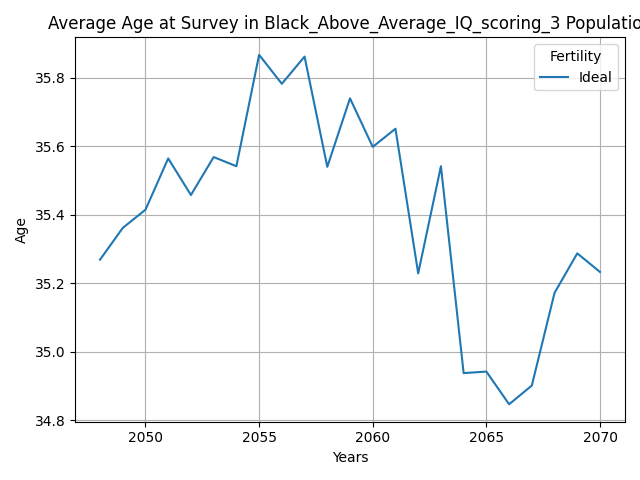 Average Age at Survey in Black_Above_Average_IQ_scoring_3 Populatio
Fertility
Ideal
Age
35.8
35.6
35.4
35.2
35.0
34.8
2050 2055 2060 2065 2070
Years